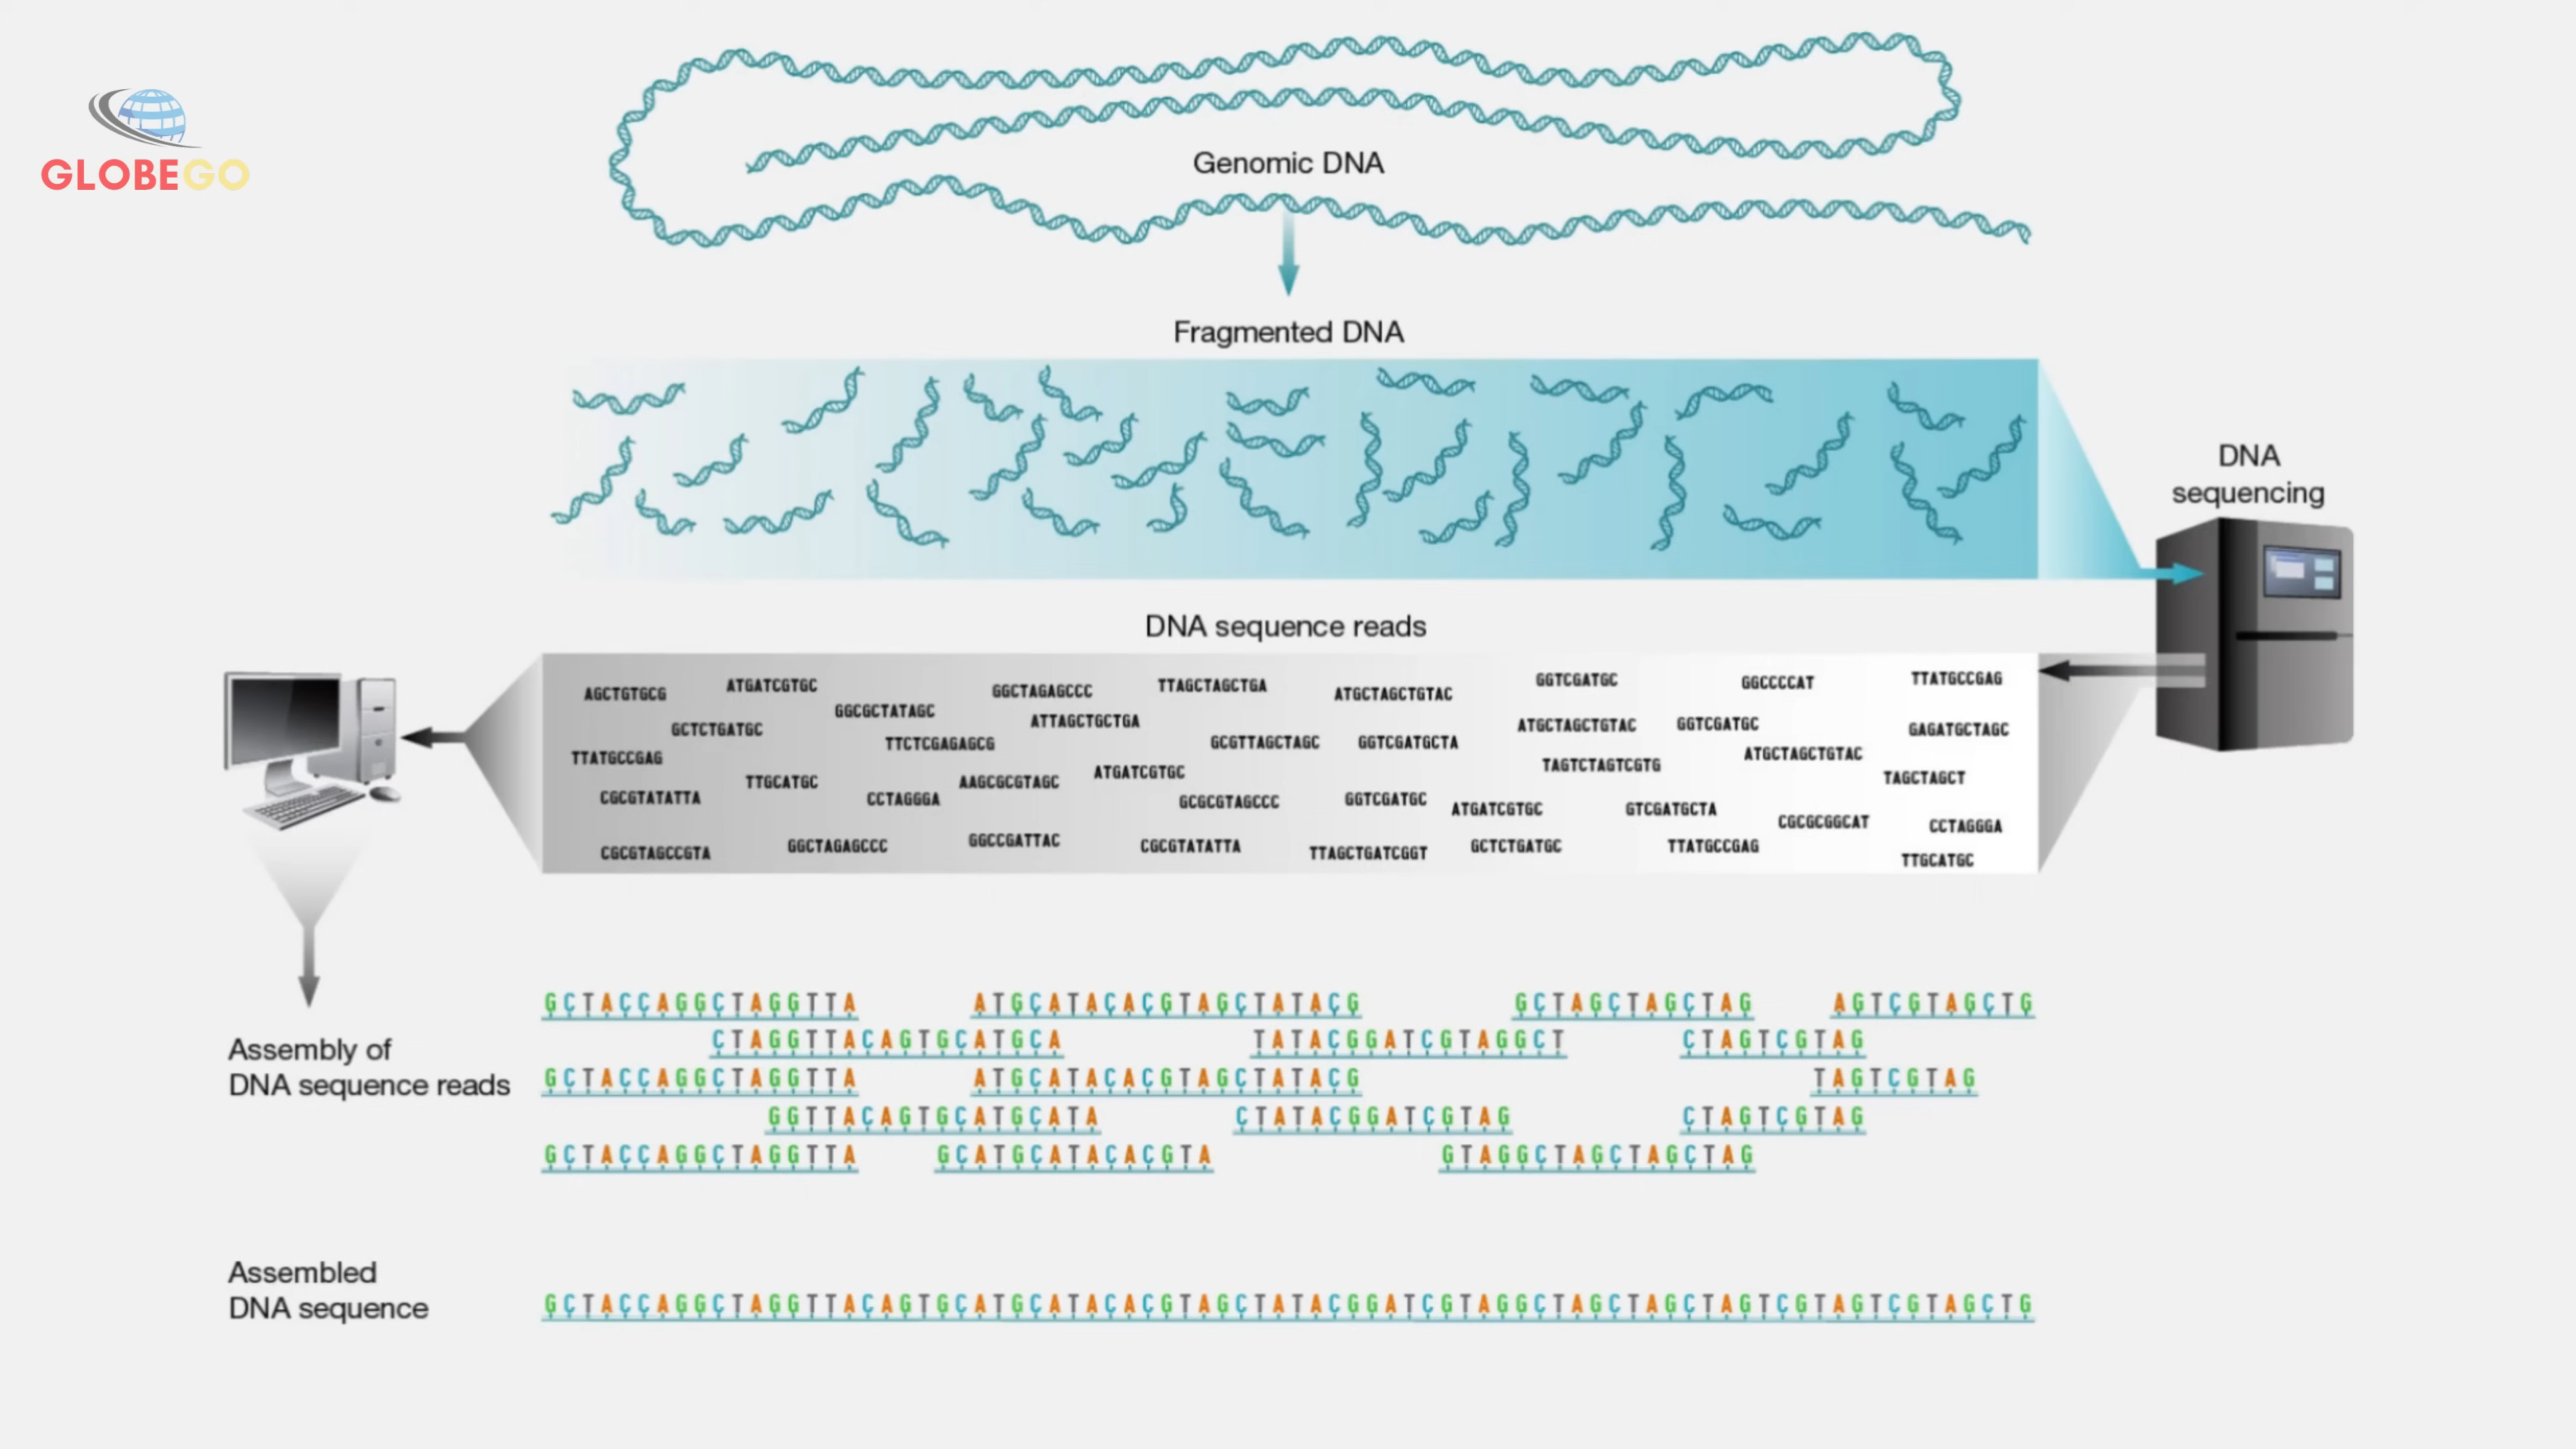 GLOBEGO
Genomic DNA
Fragmented DNA
DNA
sequencing
DNA sequence reads
AGCTGTGCG
ATGATCGTGC
GGCTAGAGCCC
TTAGCTAGCTGA
ATGCTAGCTGTAC
GGTCGATGC
GGCCCCAT
TTATGCCGAG
GGCGCTATAGC
ATTAGCTGCTGA
GCTCTGATGC
ATGCTAGCTGTAC
GGTCGATGC
GAGATGCTAGC
TTCTCGAGAGCG
GCGTTAGCTAGC
GGTCGATGCTA
TTATGCCGAG
ATGCTAGCTGTAC
TAGTCTAGTCGTG
ATGATCGTGC
TAGCTAGCT
TTGCATGC
AAGCGCGTAGC
CGCGTATATTA
CCTAGGGA
GCGCGTAGCCC
GGTCGATGC
ATGATCGTGC
GTCGATGCTA
CGCGCGGCAT
CCTAGGGA
CGCGTAGCCGTA
GGCTAGAGCCC
GGCCGATTAC
CGCGTATATTA
TTAGCTGATCGGT
GCTCTGATGC
TTATGCCGAG
TTGCATGC
Assembly of
DNA sequence reads
GCTACCAGGCTAGGTTA ATGCATACACGTAGCTATACG GCTAGCTAGCTAG AGTCGTAGCTG
CTAGGTTACAGTGCATGCA TATACGGATCGTAGGCT CTAGTCGTAG
GCTACCAGGCTAGGTTA ATGCATACACGTAGCTATACG TAGTCGTAG
GGTTACAGTGCATGCATA CTATACGGATCGTAG CTAGTCGTAG
GCTACCAGGCTAGGTTA GCATGCATACACGTA GTAGGCTAGCTAGCTAG
Assembled
DNA sequence
GCTACCAGGCTAGGTTACAGTGCATGCATACACGTAGCTATACGGATCGTAGGCTAGCTAGCTAGTCGTAGTCGTAGCTG